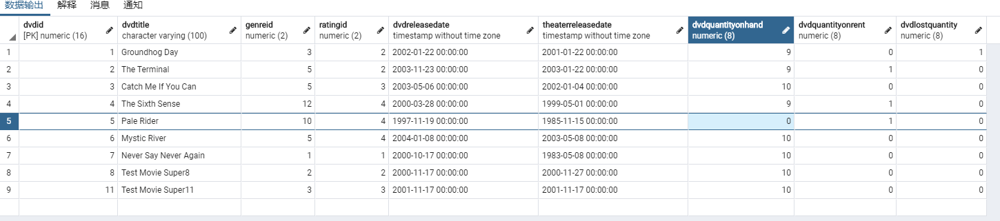 数据输出 解释 消息 通知
dvdid dvdtitle genreid ratingid dvdreleasedate theaterreleasedate dvdquantityonhand dvdquantityonrent dvdlostquantity
[PK] numeric (16) character varying (100) numeric (2) numeric (2) timestamp without time zone timestamp without time zone numeric (8) numeric (8) numeric (8)
1 1 Groundhog Day 3 2 2002-01-22 00:00:00 2001-01-22 00:00:00 9 0 1
2 2 The Terminal 5 2 2003-11-23 00:00:00 2003-01-22 00:00:00 9 1 0
3 3 Catch Me If You Can 5 3 2003-05-06 00:00:00 2002-01-04 00:00:00 10 0 0
4 4 The Sixth Sense 12 4 2000-03-28 00:00:00 1999-05-01 00:00:00 9 1 0
5 5 Pale Rider 10 4 1997-11-19 00:00:00 1985-11-15 00:00:00 0 1 0
6 6 Mystic River 5 4 2004-01-08 00:00:00 2003-05-08 00:00:00 10 0 0
7 7 Never Say Never Again 1 1 2000-10-17 00:00:00 1983-05-08 00:00:00 10 0 0
8 8 Test Movie Super8 2 2 2000-11-17 00:00:00 2000-11-27 00:00:00 10 0 0
9 11 Test Movie Super11 3 3 2001-11-17 00:00:00 2001-11-17 00:00:00 10 0 0